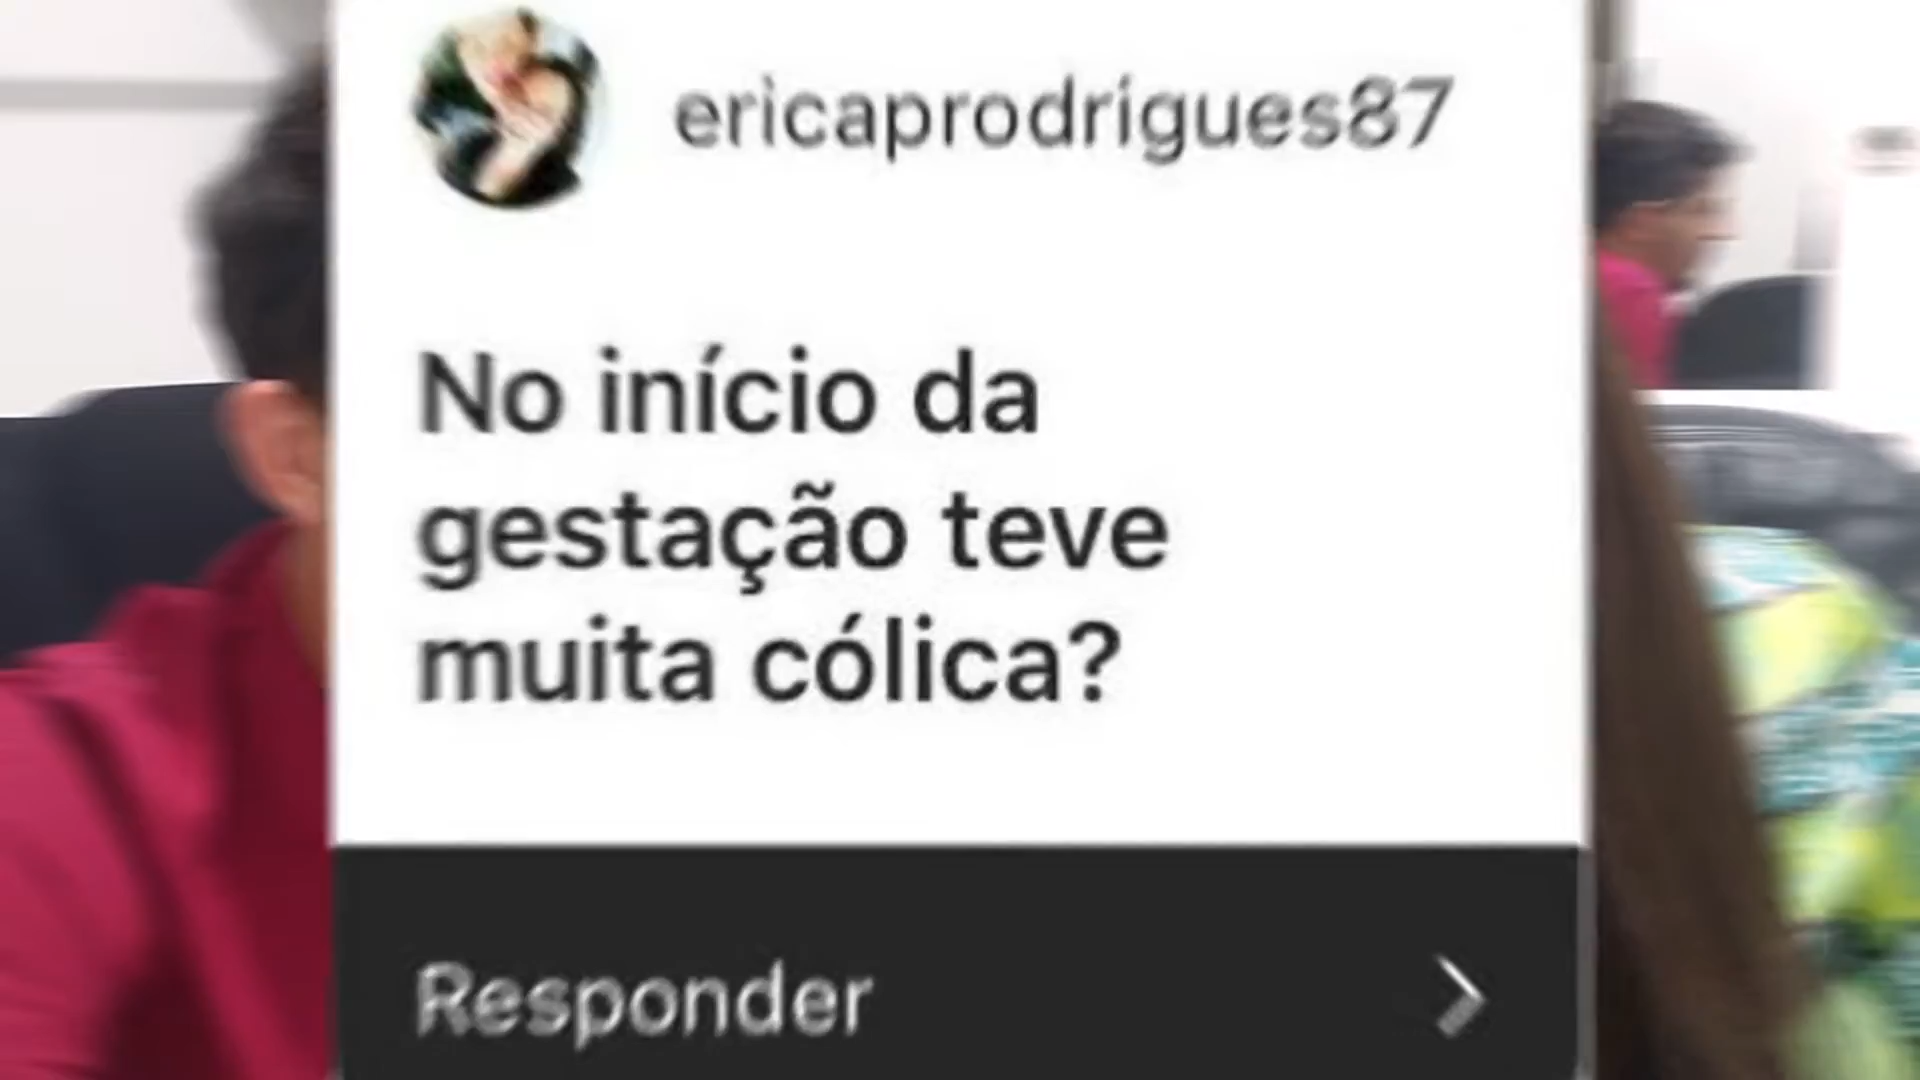 ericaprodrigues87
No início da
gestação teve
muita cólica?
Responder